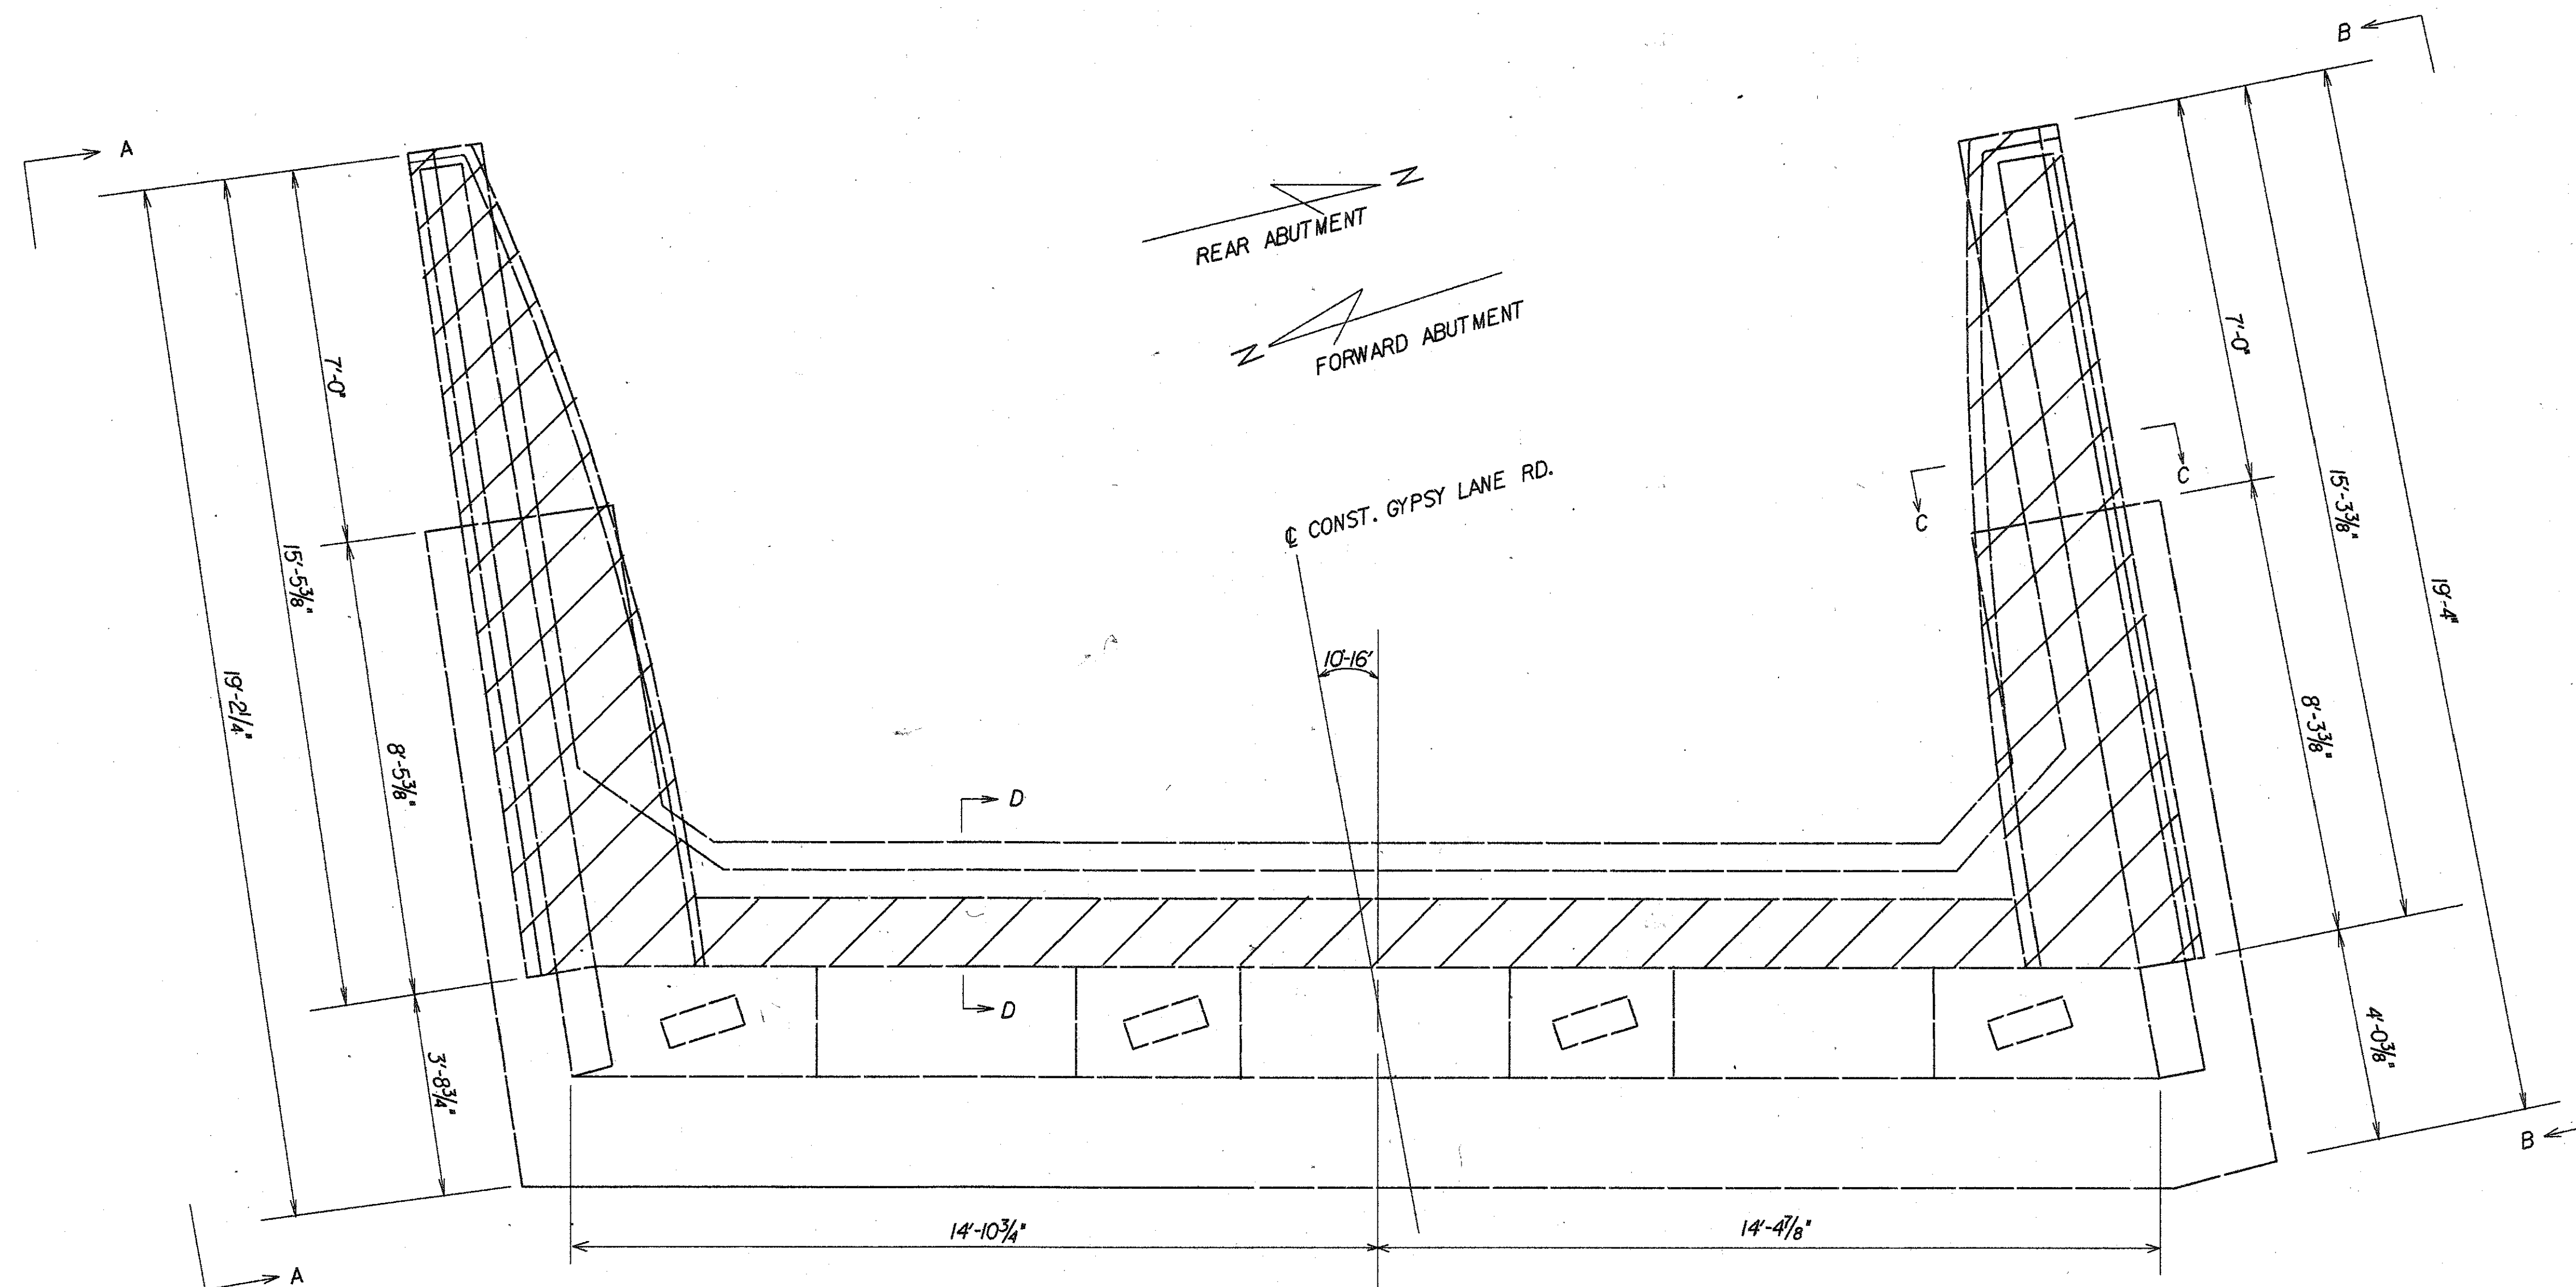 B
A
N
REAR ABUTMENT
N
FORWARD ABUTMENT
7'-0"
7'-0"
15'-3⅜"
19'-4"
C
C
℄ CONST. GYPSY LANE RD.
15'-5⅜"
19'-2¼"
8'-5⅜"
10°-16'
8'-3⅜"
D
D
3'-8¾"
4'-0⅜"
B
14'-10¾"
14'-4⅞"
A